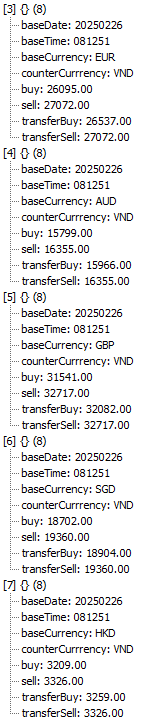 [3] {} (8)
baseDate: 20250226
baseTime: 081251
baseCurrency: EUR
counterCurrrency: VND
buy: 26095.00
sell: 27072.00
transferBuy: 26537.00
transferSell: 27072.00
[4] {} (8)
baseDate: 20250226
baseTime: 081251
baseCurrency: AUD
counterCurrrency: VND
buy: 15799.00
sell: 16355.00
transferBuy: 15966.00
transferSell: 16355.00
[5] {} (8)
baseDate: 20250226
baseTime: 081251
baseCurrency: GBP
counterCurrrency: VND
buy: 31541.00
sell: 32717.00
transferBuy: 32082.00
transferSell: 32717.00
[6] {} (8)
baseDate: 20250226
baseTime: 081251
baseCurrency: SGD
counterCurrrency: VND
buy: 18702.00
sell: 19360.00
transferBuy: 18904.00
transferSell: 19360.00
[7] {} (8)
baseDate: 20250226
baseTime: 081251
baseCurrency: HKD
counterCurrrency: VND
buy: 3209.00
sell: 3326.00
transferBuy: 3259.00
transferSell: 3326.00